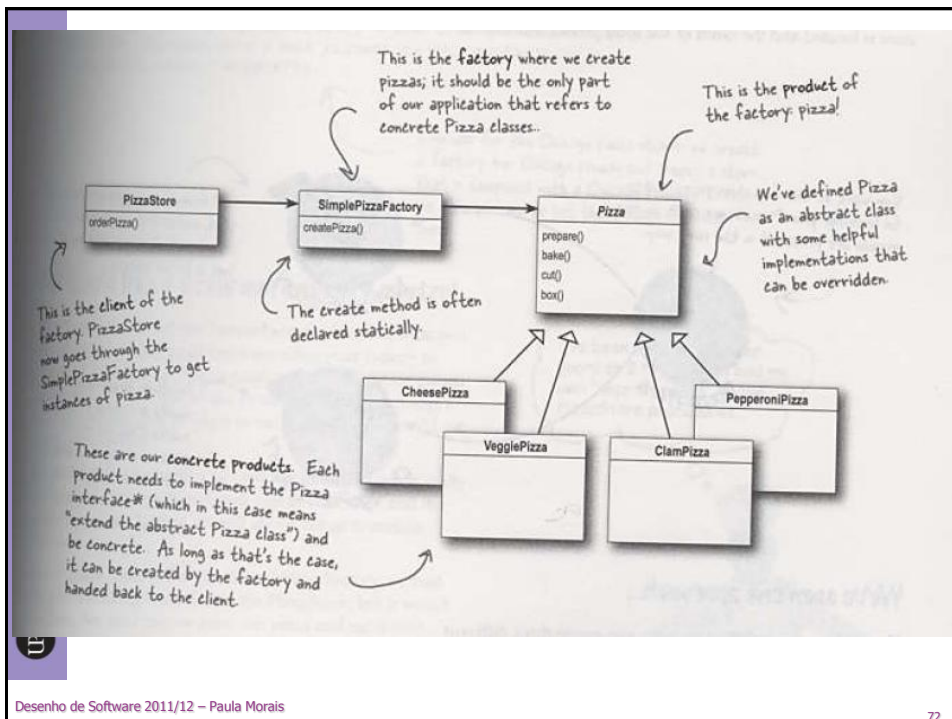 This is the factory where we create
pizzas; it should be the only part
of our application that refers to
concrete Pizza classes..
This is the product of
the factory: pizza!
PizzaStore
orderPizza()
SimplePizzaFactory
createPizza()
Pizza
prepare()
bake()
cut()
box()
We've defined Pizza
as an abstract class
with some helpful
implementations that
can be overridden.
This is the client of the
factory. PizzaStore
now goes through the
SimplePizzaFactory to get
instances of pizza.
The create method is often
declared statically.
CheesePizza
VeggiePizza
ClamPizza
PepperoniPizza
These are our concrete products. Each
product needs to implement the Pizza
interface* (which in this case means
"extend the abstract Pizza class") and
be concrete. As long as that's the case,
it can be created by the factory and
handed back to the client.
Desenho de Software 2011/12 – Paula Morais
72